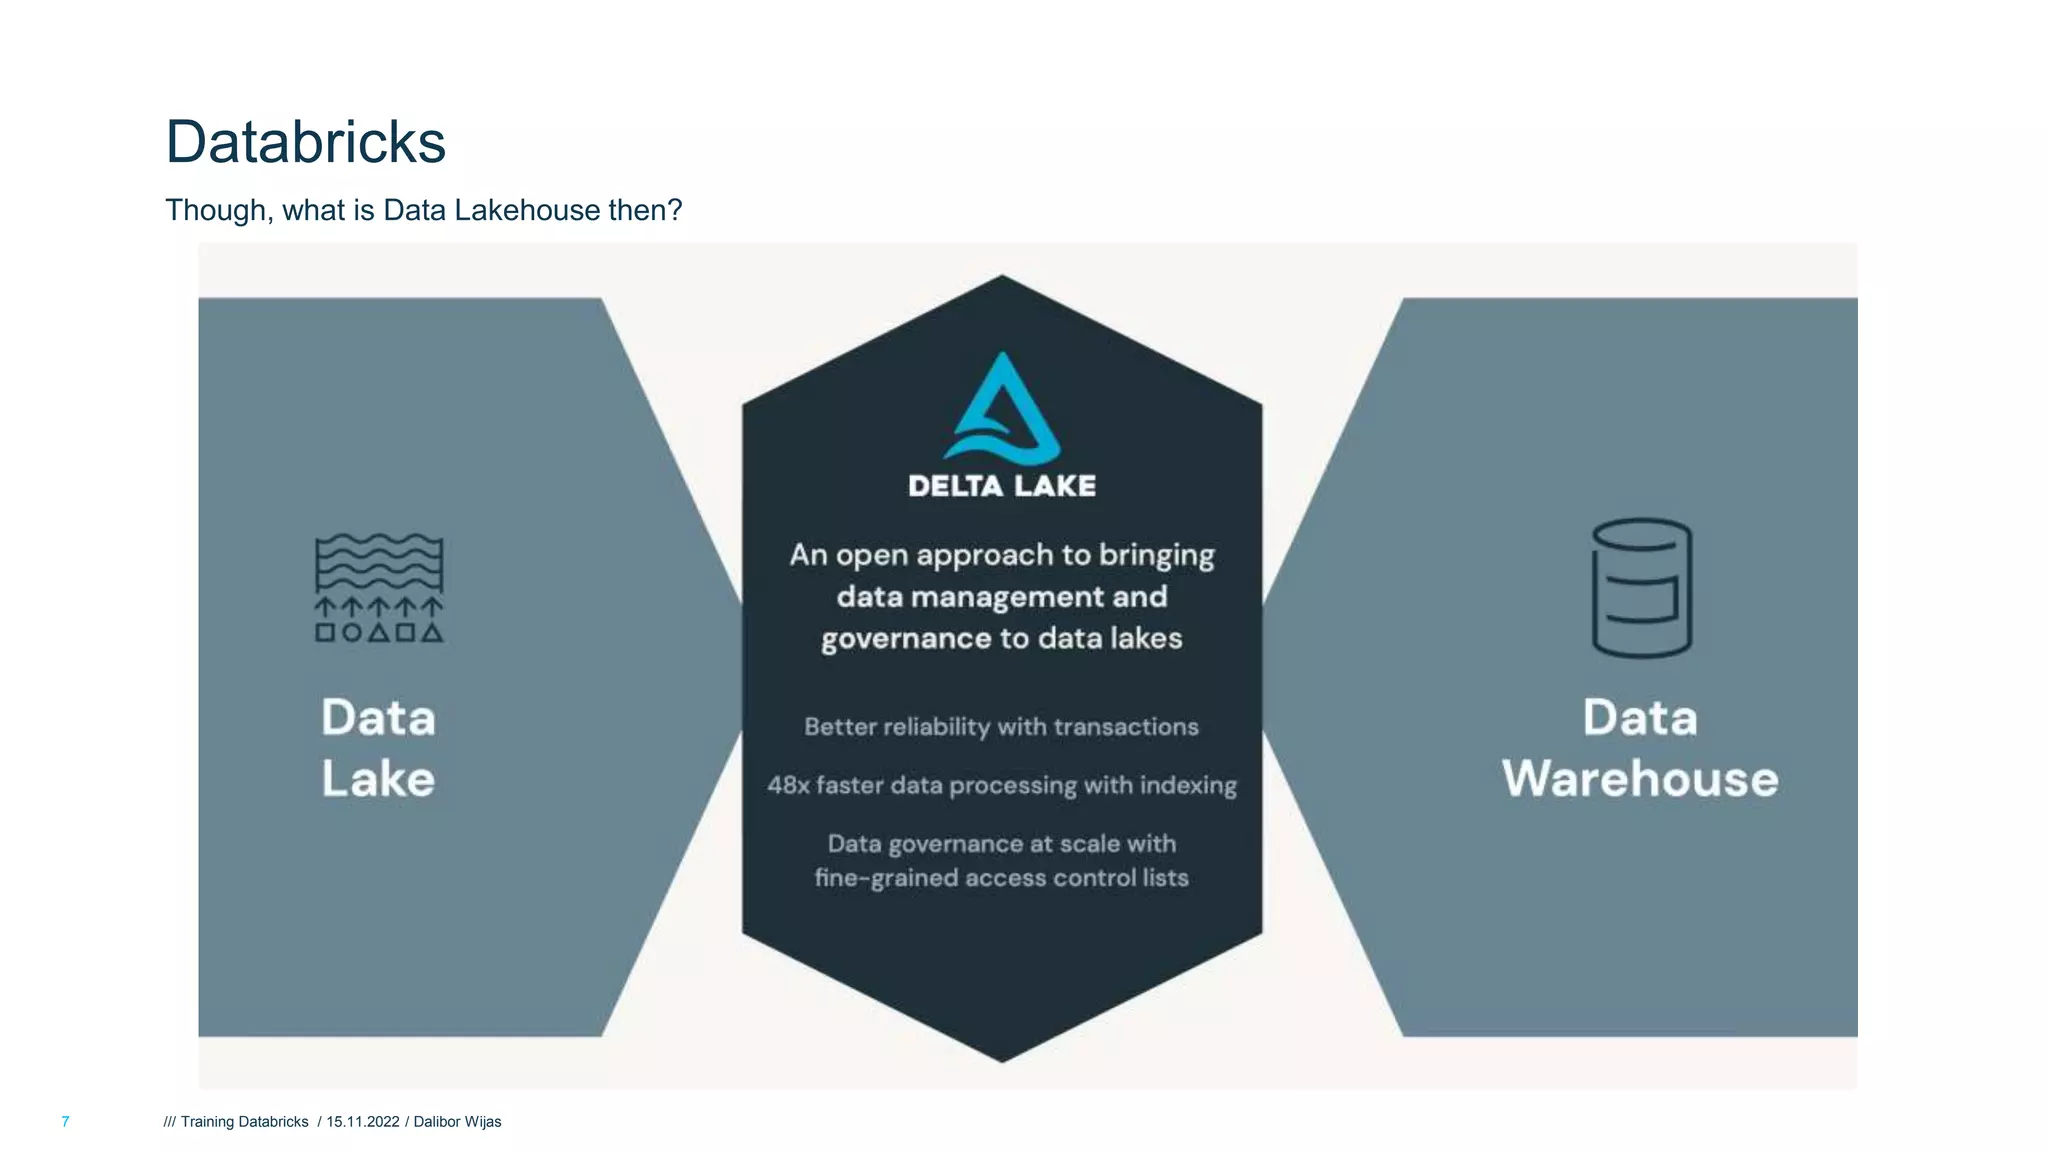 Databricks
Though, what is Data Lakehouse then?
DELTA LAKE
An open approach to bringing
data management and
governance to data lakes
Better reliability with transactions
48x faster data processing with indexing
Data governance at scale with
fine-grained access control lists
Data
Lake
Data
Warehouse
7
/// Training Databricks / 15.11.2022 / Dalibor Wijas